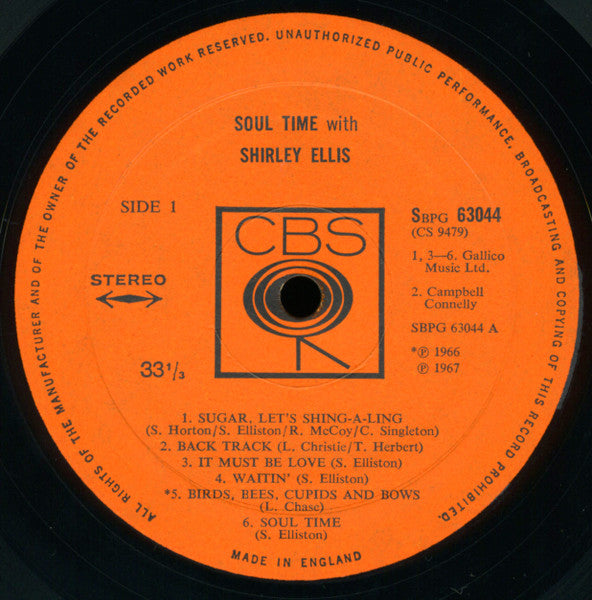 ALL RIGHTS OF THE MANUFACTURER AND OF THE OWNER OF THE RECORDED WORK RESERVED. UNAUTHORIZED PUBLIC PERFORMANCE, BROADCASTING AND COPYING OF THIS RECORD PROHIBITED.
SOUL TIME with
SHIRLEY ELLIS
SIDE 1
CBS
STEREO
33 1/3
SBPG 63044
(CS 9479)
1, 3—6. Gallico
Music Ltd.
2. Campbell
Connelly
SBPG 63044 A
*℗ 1966
℗ 1967
1. SUGAR, LET'S SHING-A-LING
(S. Horton/S. Elliston/R. McCoy/C. Singleton)
2. BACK TRACK (L. Christie/T. Herbert)
3. IT MUST BE LOVE (S. Elliston)
4. WAITIN' (S. Elliston)
*5. BIRDS, BEES, CUPIDS AND BOWS
(L. Chase)
6. SOUL TIME
(S. Elliston)
MADE IN ENGLAND